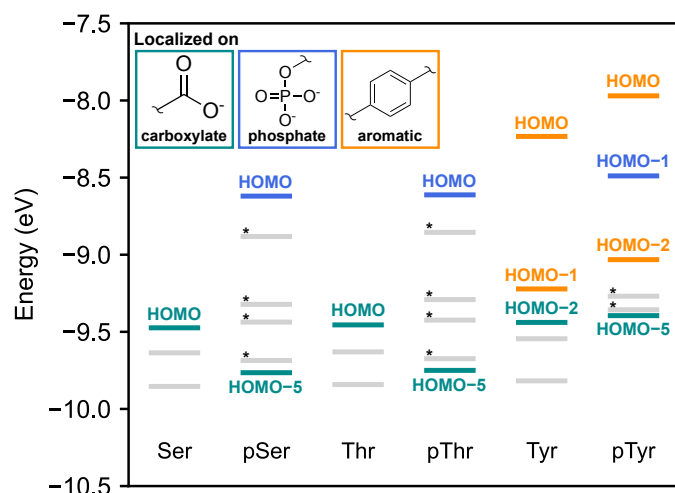 −7.5
−8.0
−8.5
−9.0
−9.5
−10.0
−10.5
Energy (eV)
Localized on
O
O-
carboxylate
O
O=P-O-
O-
phosphate
aromatic
HOMO
HOMO
HOMO
HOMO−1
HOMO
HOMO−2
*
*
HOMO−1
*
*
*
*
*
*
HOMO
HOMO
HOMO−2
HOMO−5
*
*
HOMO−5
HOMO−5
Ser
pSer
Thr
pThr
Tyr
pTyr